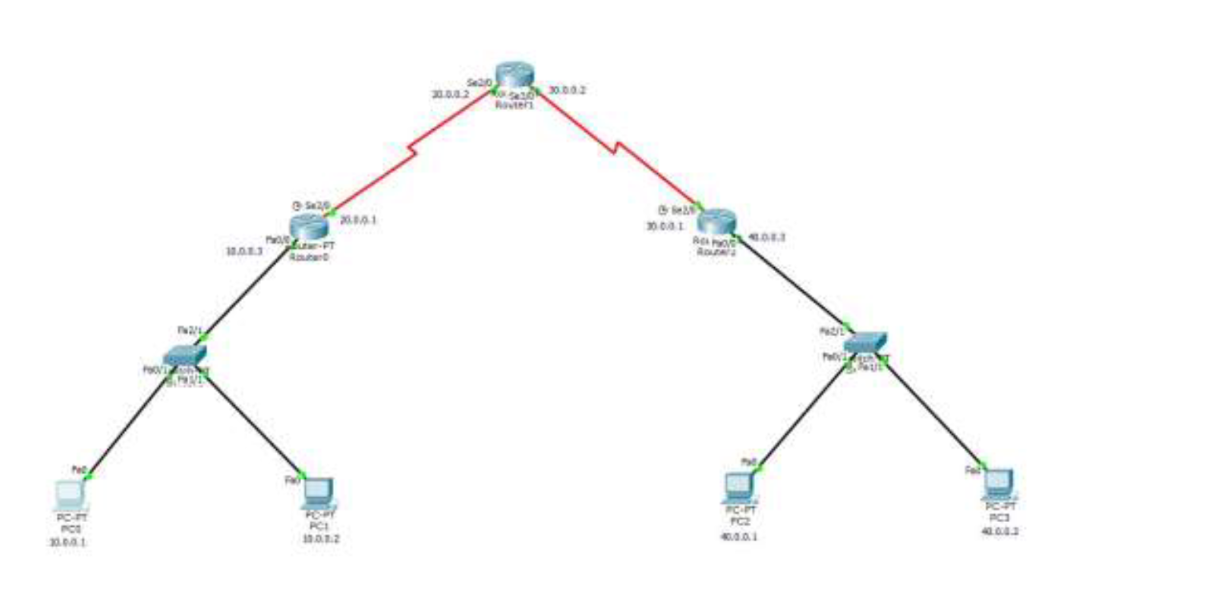 Se2/0
20.0.0.2
Se3/0
30.0.0.2
Router1
Se2/0
20.0.0.1
Fa0/0
10.0.0.3
Router-PT
Router0
Se2/0
30.0.0.1
Fa0/0
40.0.0.3
Router2
Fa2/1
Fa0/1
Fa1/1
Fa2/1
Fa0/1
Fa1/1
Fa0
PC-PT
PC0
10.0.0.1
Fa0
PC-PT
PC1
10.0.0.2
Fa0
PC-PT
PC2
40.0.0.1
Fa0
PC-PT
PC3
40.0.0.2